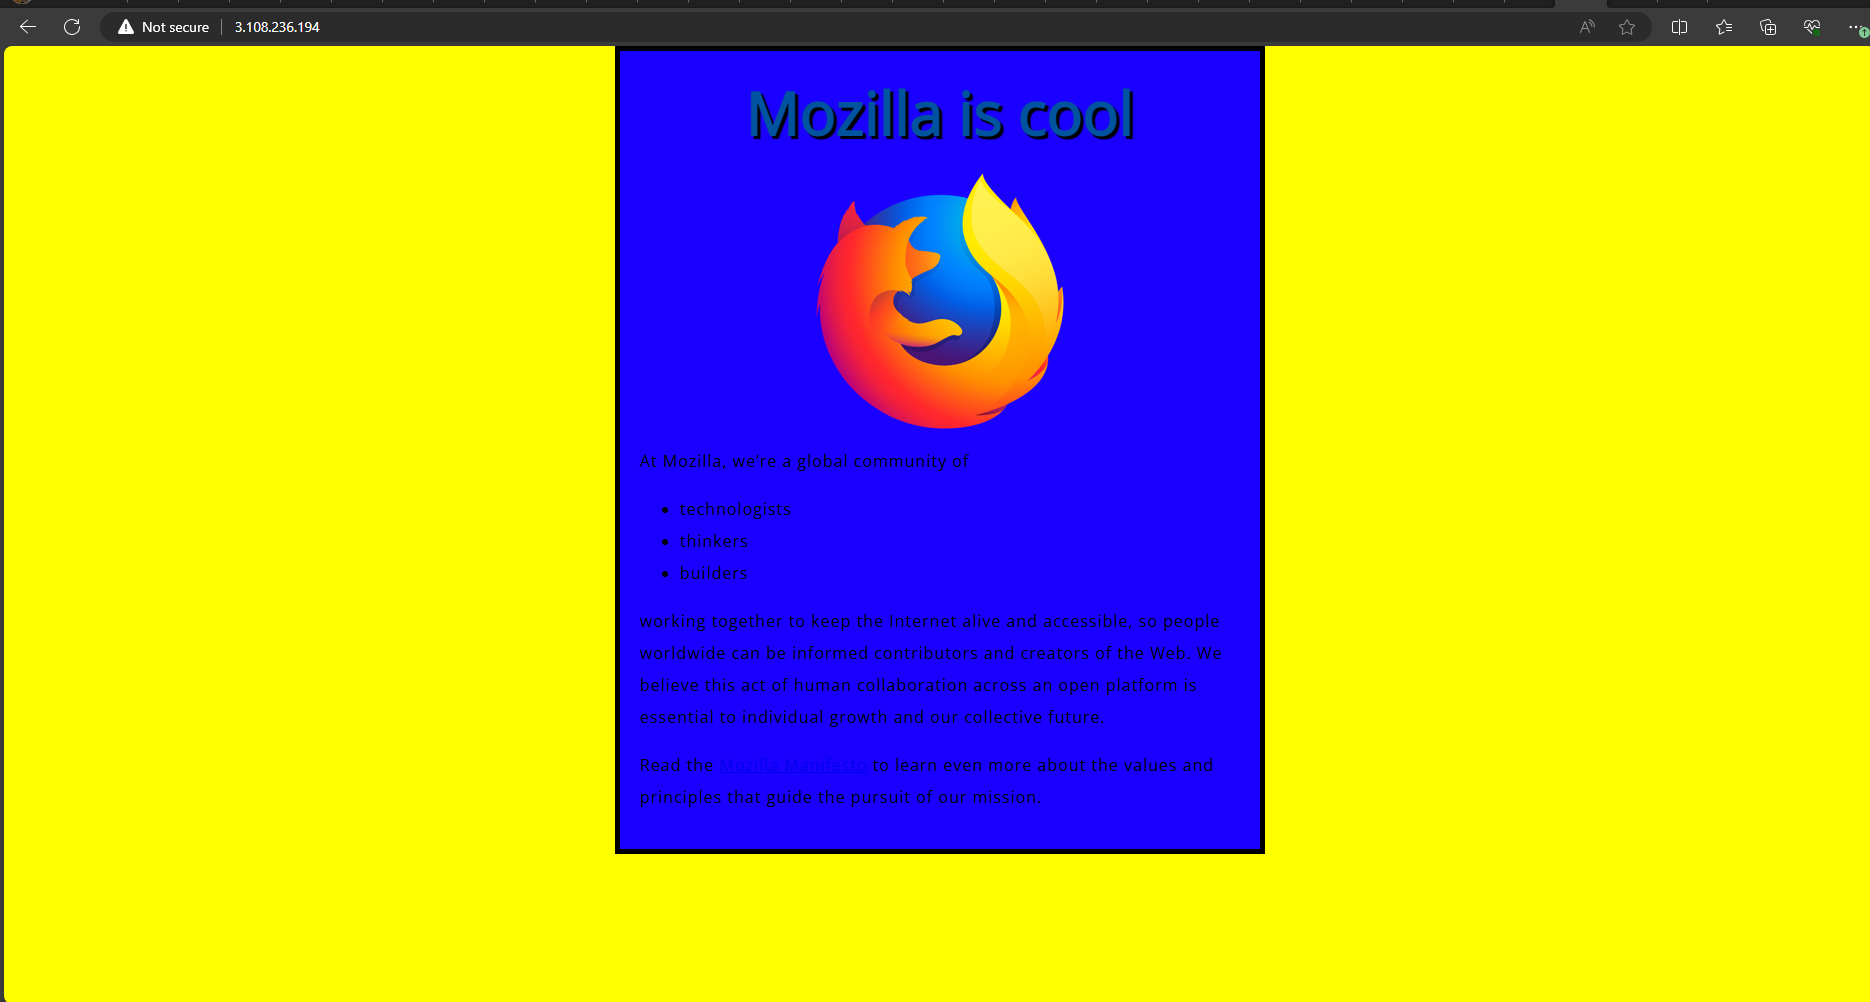 Not secure
3.108.236.194
Mozilla is cool
At Mozilla, we're a global community of
technologists
thinkers
builders
working together to keep the Internet alive and accessible, so people
worldwide can be informed contributors and creators of the Web. We
believe this act of human collaboration across an open platform is
essential to individual growth and our collective future.
Read the Mozilla Manifesto to learn even more about the values and
principles that guide the pursuit of our mission.